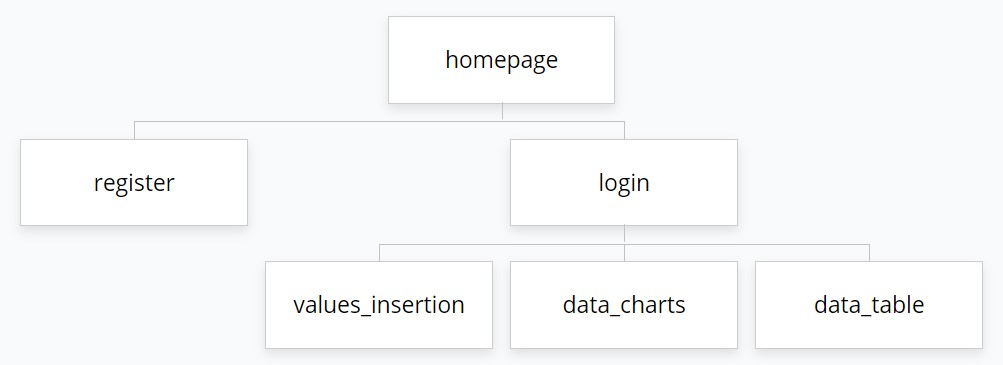 homepage
register
login
values_insertion
data_charts
data_table